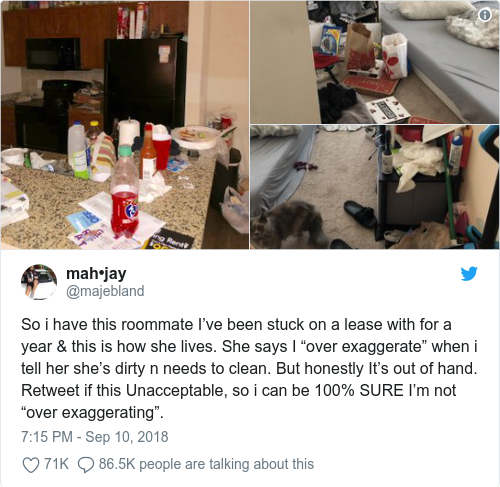 mah•jay
@majebland
So i have this roommate I’ve been stuck on a lease with for a
year & this is how she lives. She says I “over exaggerate” when i
tell her she’s dirty n needs to clean. But honestly It’s out of hand.
Retweet if this Unacceptable, so i can be 100% SURE I’m not
“over exaggerating”.
7:15 PM - Sep 10, 2018
71K 86.5K people are talking about this